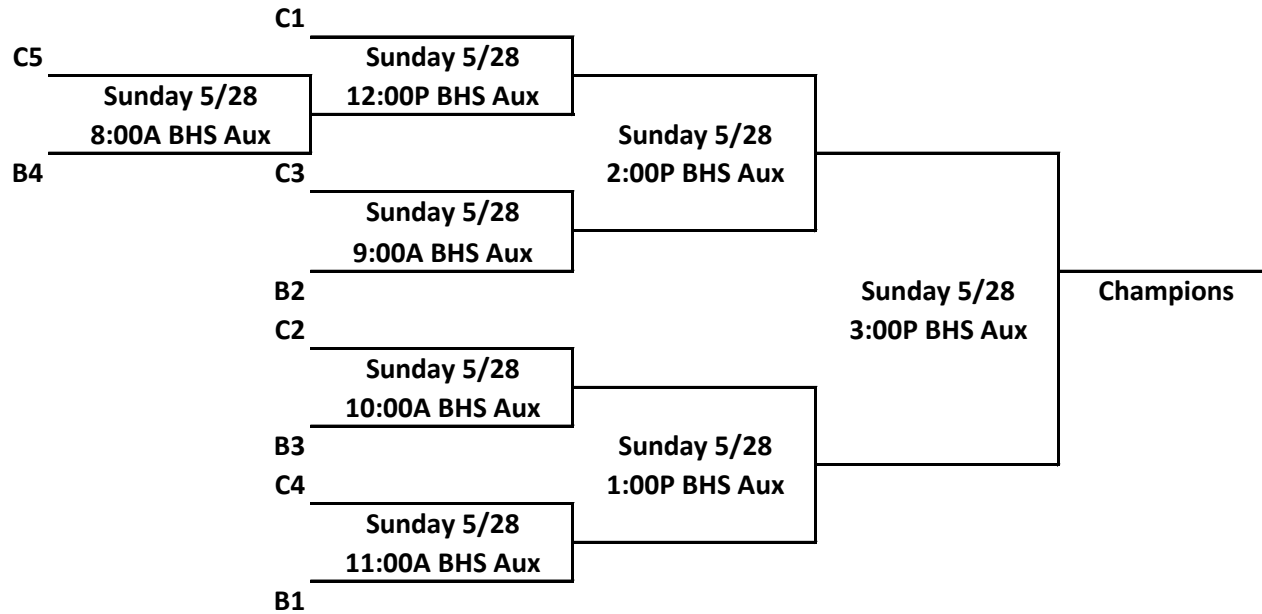 C1
C5
Sunday 5/28
12:00P BHS Aux
Sunday 5/28
8:00A BHS Aux
Sunday 5/28
2:00P BHS Aux
B4
C3
Sunday 5/28
9:00A BHS Aux
B2
Sunday 5/28
3:00P BHS Aux
Champions
C2
Sunday 5/28
10:00A BHS Aux
B3
Sunday 5/28
1:00P BHS Aux
C4
Sunday 5/28
11:00A BHS Aux
B1